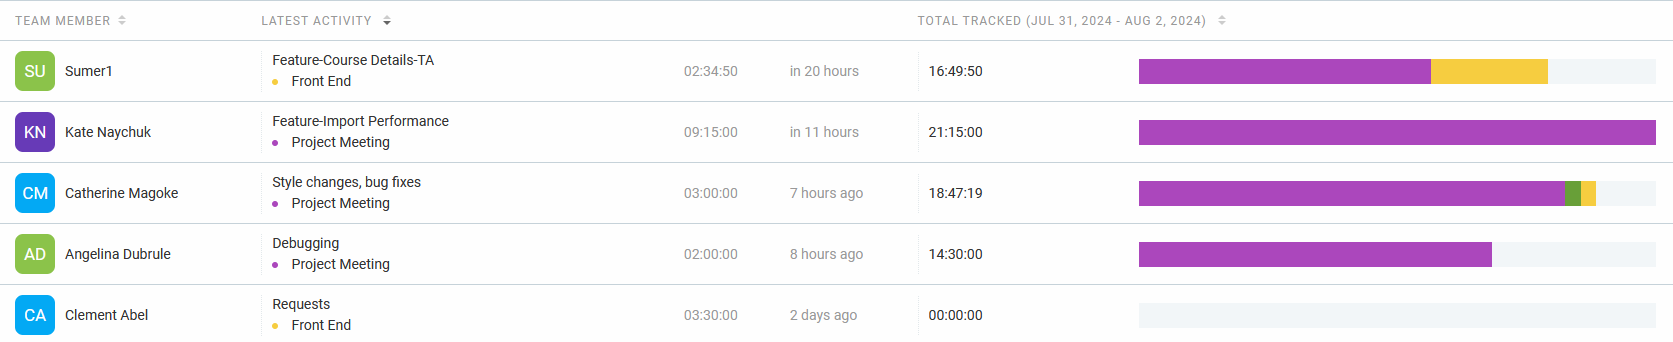 TEAM MEMBER LATEST ACTIVITY TOTAL TRACKED (JUL 31, 2024 - AUG 2, 2024)
SU Sumer1 Feature-Course Details-TA 02:34:50 in 20 hours 16:49:50
Front End
KN Kate Naychuk Feature-Import Performance 09:15:00 in 11 hours 21:15:00
Project Meeting
CM Catherine Magoke Style changes, bug fixes 03:00:00 7 hours ago 18:47:19
Project Meeting
AD Angelina Dubrule Debugging 02:00:00 8 hours ago 14:30:00
Project Meeting
CA Clement Abel Requests 03:30:00 2 days ago 00:00:00
Front End